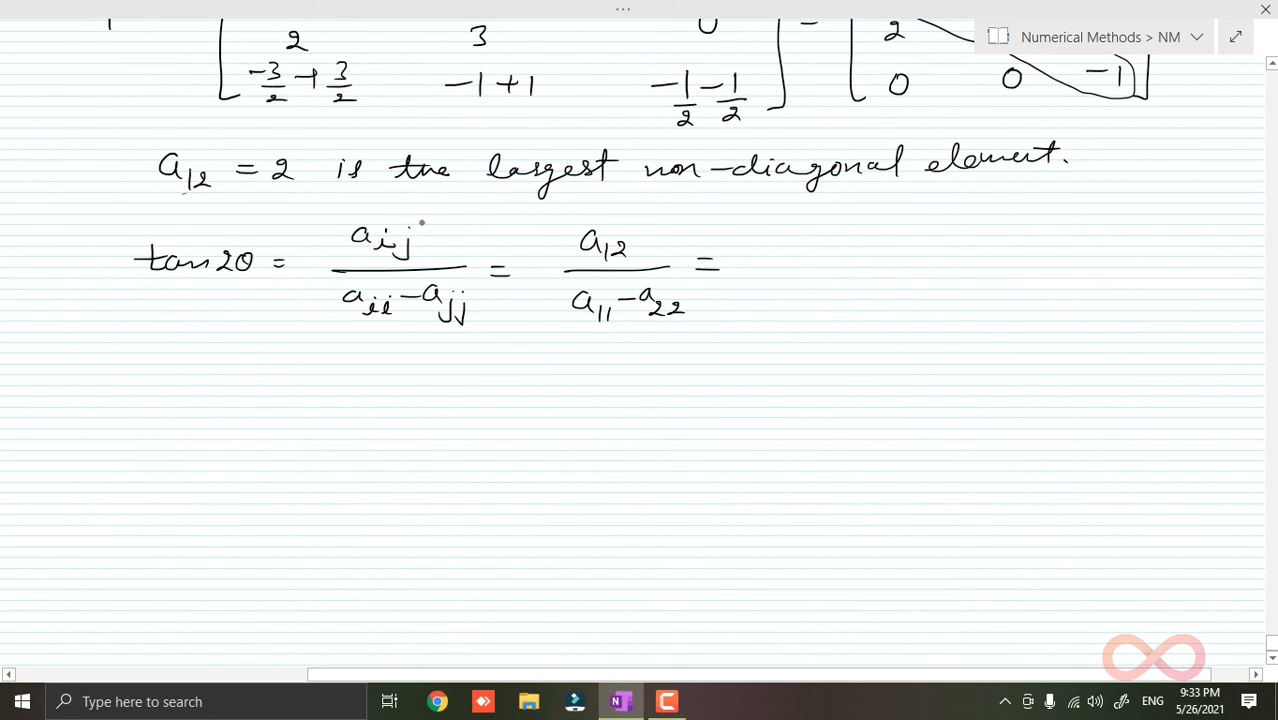 Numerical Methods > NM
2 3 0 = 2
-3/2 + 3/2 -1 + 1 -1/2 - 1/2 0 0 -1
a12 = 2 is the largest non-diagonal element.
tan2θ = aij / aii - ajj = a12 / a11 - a22 =
Type here to search
ENG
9:33 PM
5/26/2021